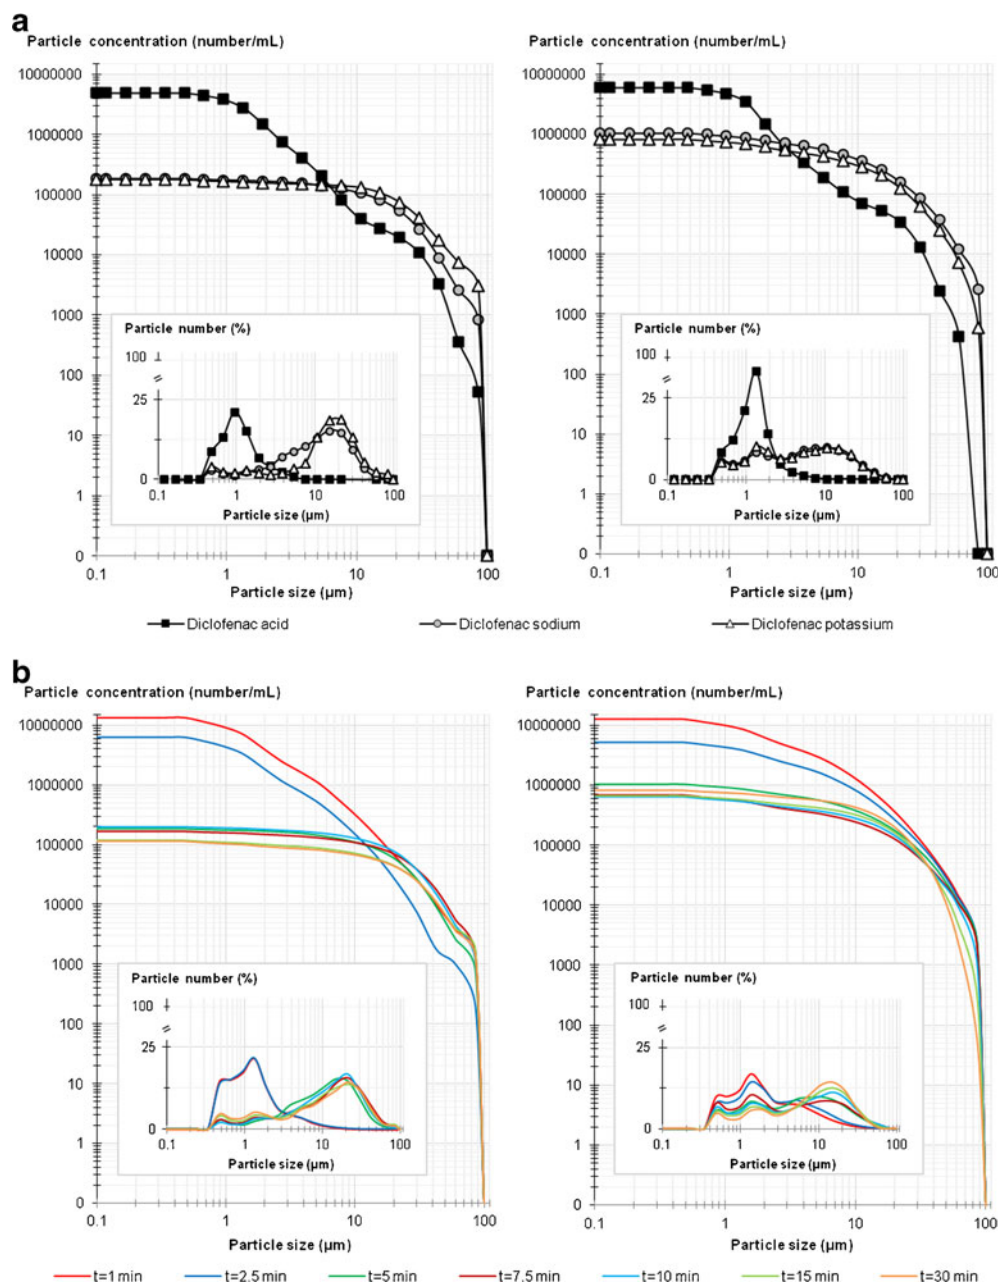 a
Particle concentration (number/mL)
10000000
1000000
100000
10000
1000
100
10
1
0
0.1 1 10 100
Particle size (µm)
Particle number (%)
100
25
0
0.1 1 10 100
Particle size (µm)
Particle concentration (number/mL)
10000000
1000000
100000
10000
1000
100
10
1
0
0.1 1 10 100
Particle size (µm)
Particle number (%)
100
25
0
0.1 1 10 100
Particle size (µm)
Diclofenac acid Diclofenac sodium Diclofenac potassium
b
Particle concentration (number/mL)
10000000
1000000
100000
10000
1000
100
10
1
0
0.1 1 10 100
Particle size (µm)
Particle number (%)
100
25
0
0.1 1 10 100
Particle size (µm)
Particle concentration (number/mL)
10000000
1000000
100000
10000
1000
100
10
1
0
0.1 1 10 100
Particle size (µm)
Particle number (%)
100
25
0
0.1 1 10 100
Particle size (µm)
t=1 min t=2.5 min t=5 min t=7.5 min t=10 min t=15 min t=30 min